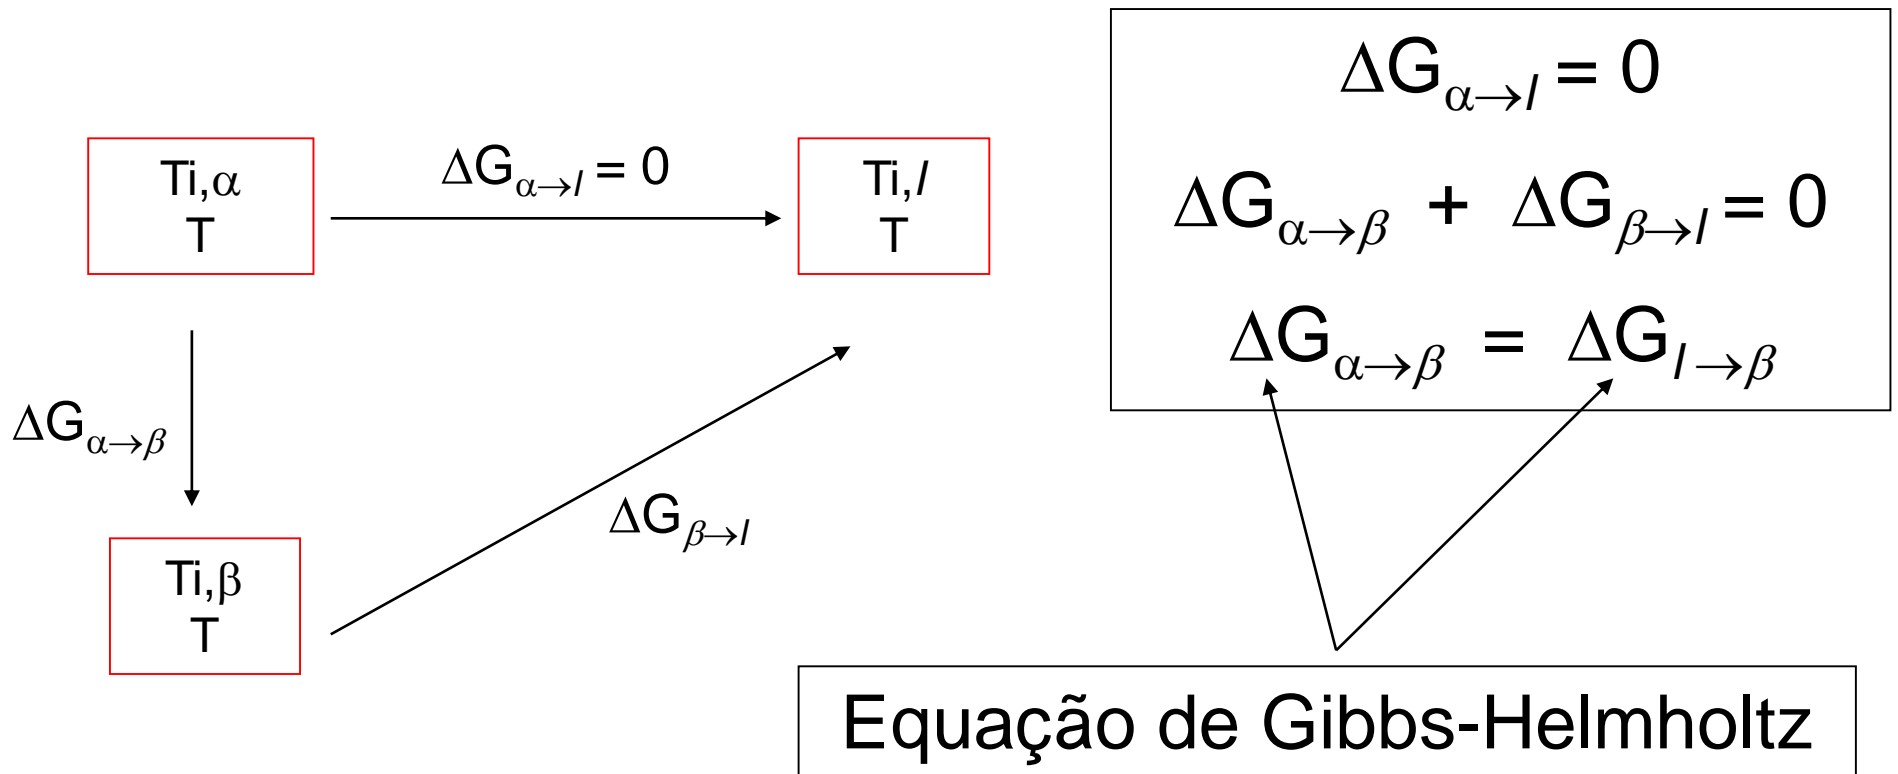 Ti,α
T
ΔGα→l = 0
Ti,l
T
ΔGα→β
ΔGβ→l
Ti,β
T
ΔGα→l = 0
ΔGα→β + ΔGβ→l = 0
ΔGα→β = ΔGl→β
Equação de Gibbs-Helmholtz